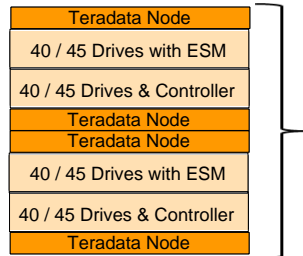 Teradata Node
40 / 45 Drives with ESM
40 / 45 Drives & Controller
Teradata Node
Teradata Node
40 / 45 Drives with ESM
40 / 45 Drives & Controller
Teradata Node